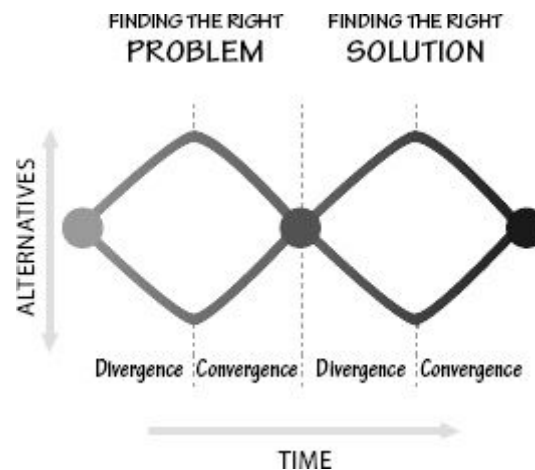 FINDING THE RIGHT
PROBLEM
FINDING THE RIGHT
SOLUTION
ALTERNATIVES
Divergence
Convergence
Divergence
Convergence
TIME